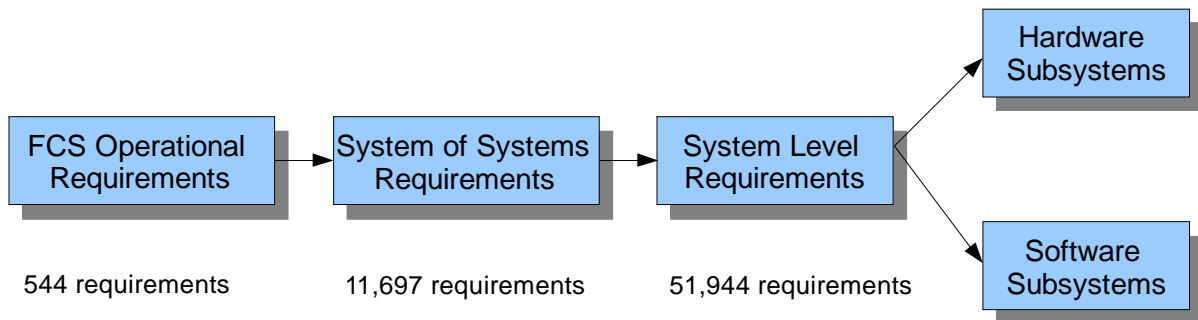 FCS Operational
Requirements
System of Systems
Requirements
System Level
Requirements
Hardware
Subsystems
Software
Subsystems
544 requirements
11,697 requirements
51,944 requirements